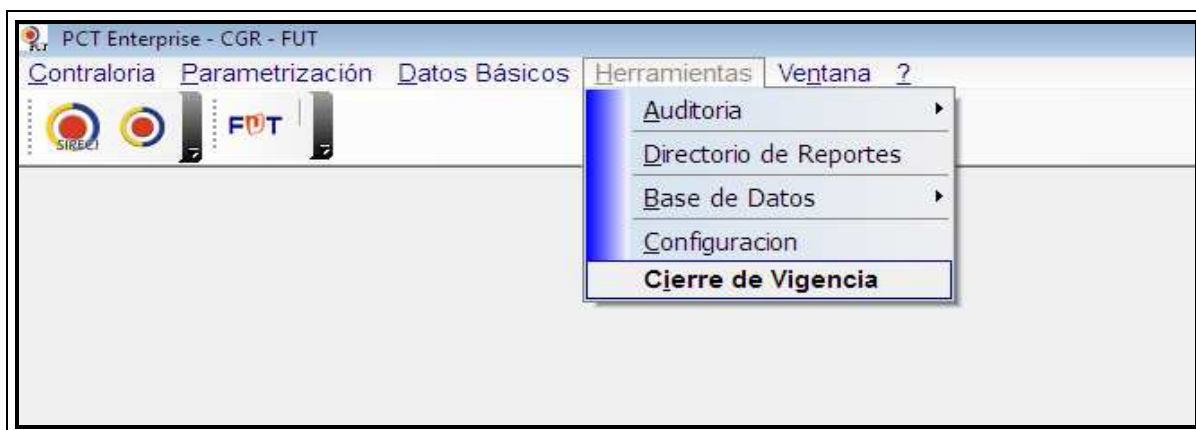 PCT Enterprise - CGR - FUT
Contraloria Parametrización Datos Básicos Herramientas Ventana ?
SIRECI FUT
Auditoria
Directorio de Reportes
Base de Datos
Configuracion
Cierre de Vigencia